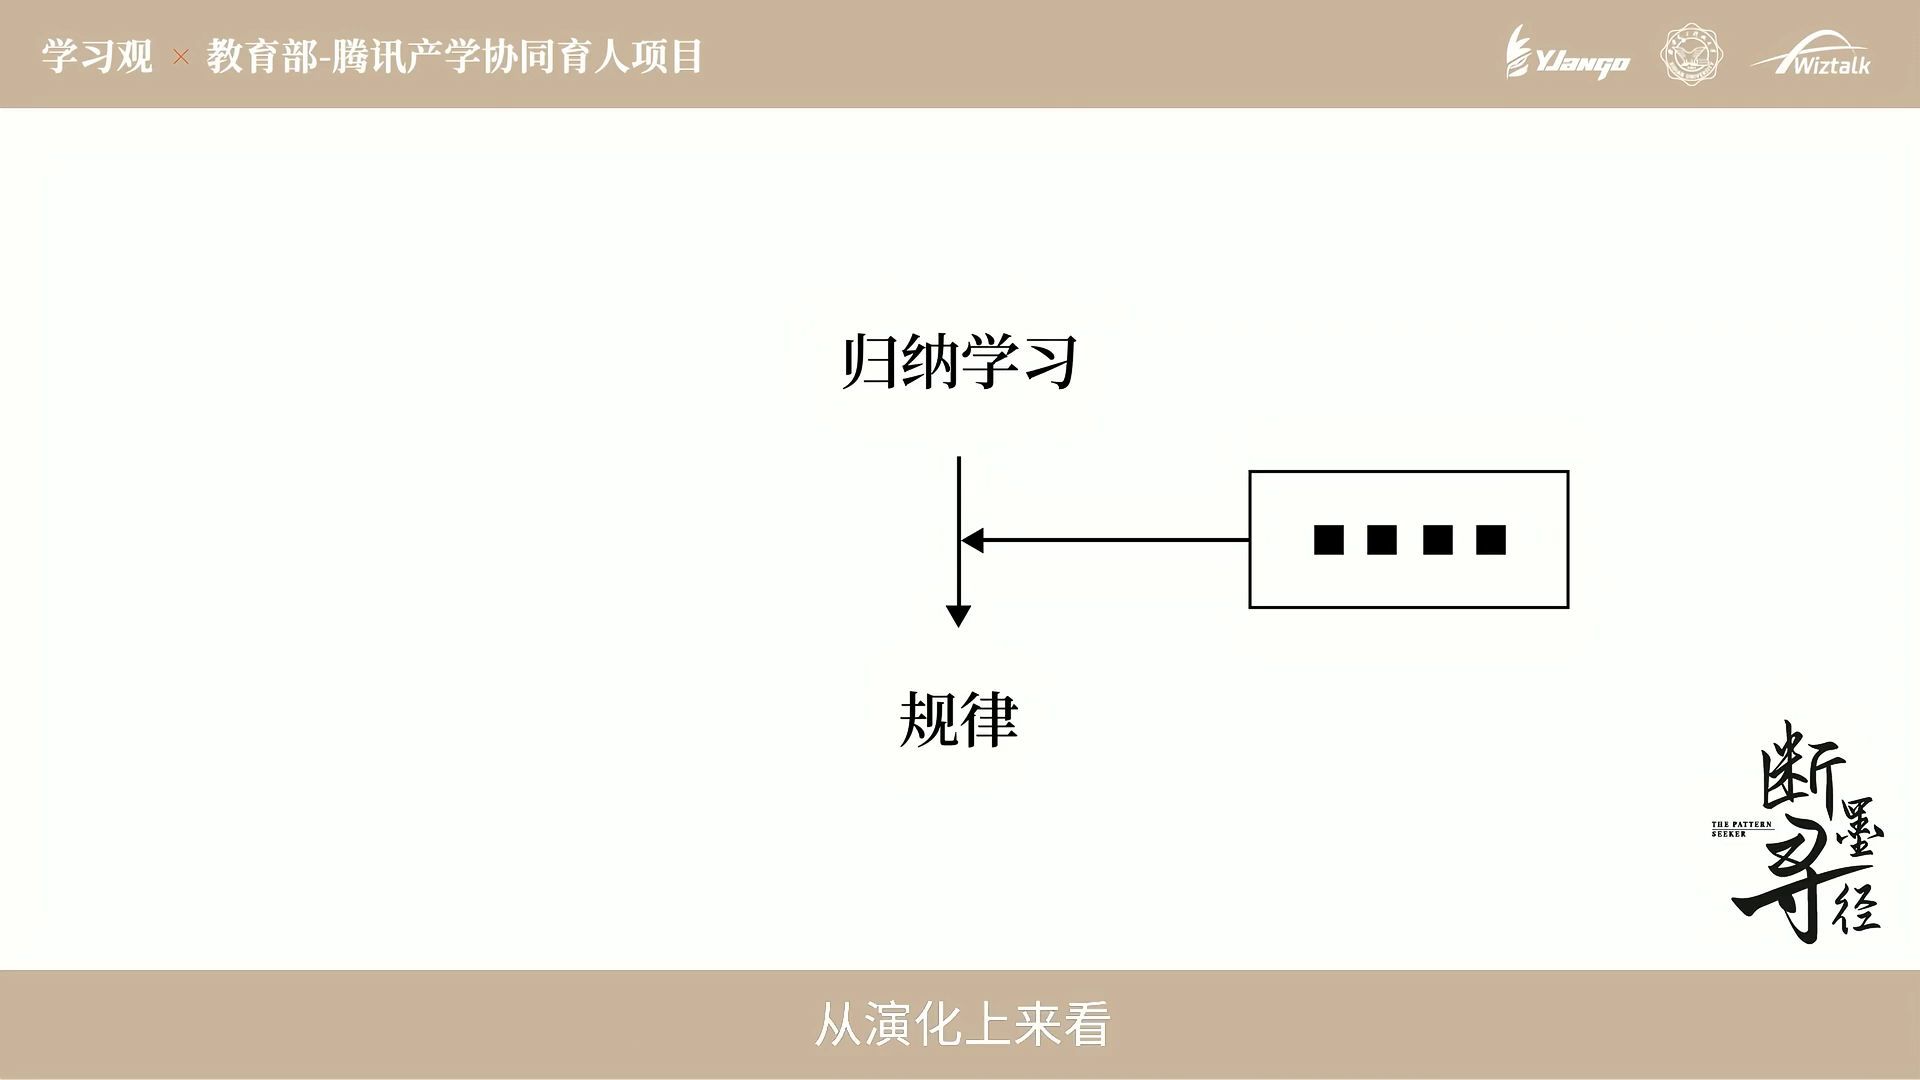 学习观 × 教育部-腾讯产学协同育人项目
YJango
Wiztalk
归纳学习
规律
断墨寻径
THE PATTERN
SEEKER
从演化上来看